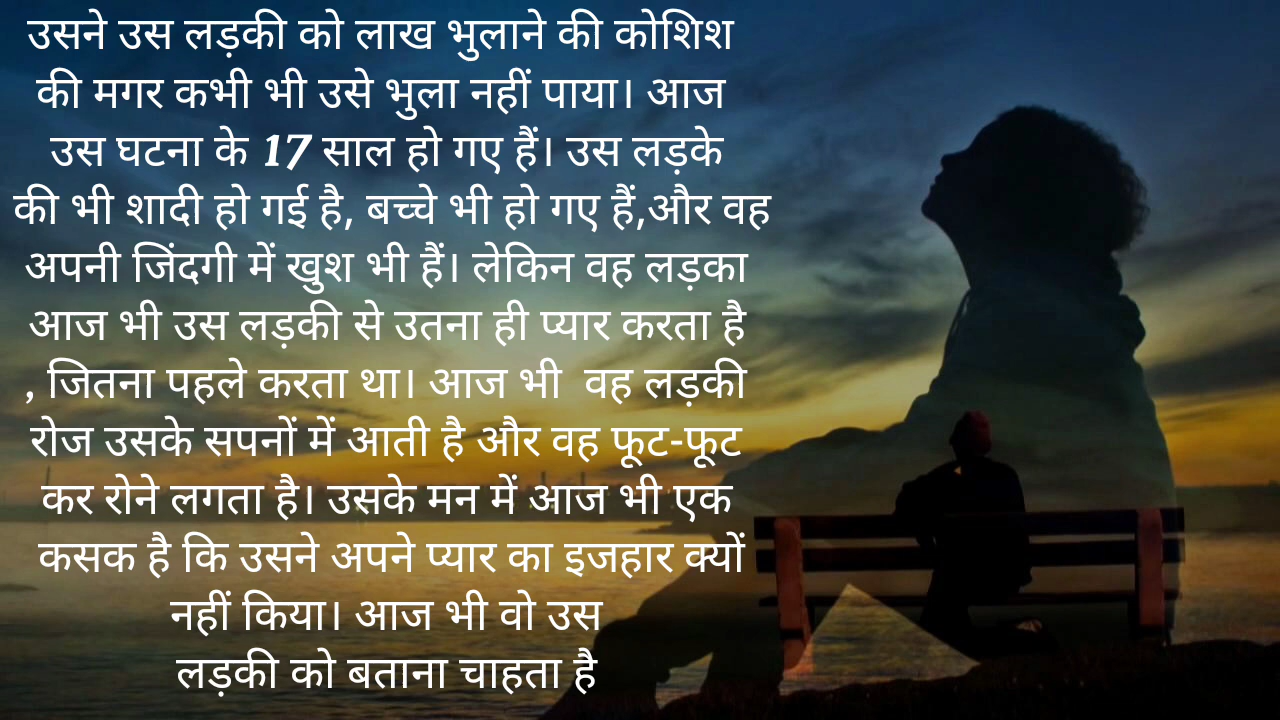 उसने उस लड़की को लाख भुलाने की कोशिश
की मगर कभी भी उसे भुला नहीं पाया। आज
उस घटना के 17 साल हो गए हैं। उस लड़के
की भी शादी हो गई है, बच्चे भी हो गए हैं,और वह
अपनी जिंदगी में खुश भी हैं। लेकिन वह लड़का
आज भी उस लड़की से उतना ही प्यार करता है
, जितना पहले करता था। आज भी  वह लड़की
रोज उसके सपनों में आती है और वह फूट-फूट
कर रोने लगता है। उसके मन में आज भी एक
कसक है कि उसने अपने प्यार का इजहार क्यों
नहीं किया। आज भी वो उस
लड़की को बताना चाहता है